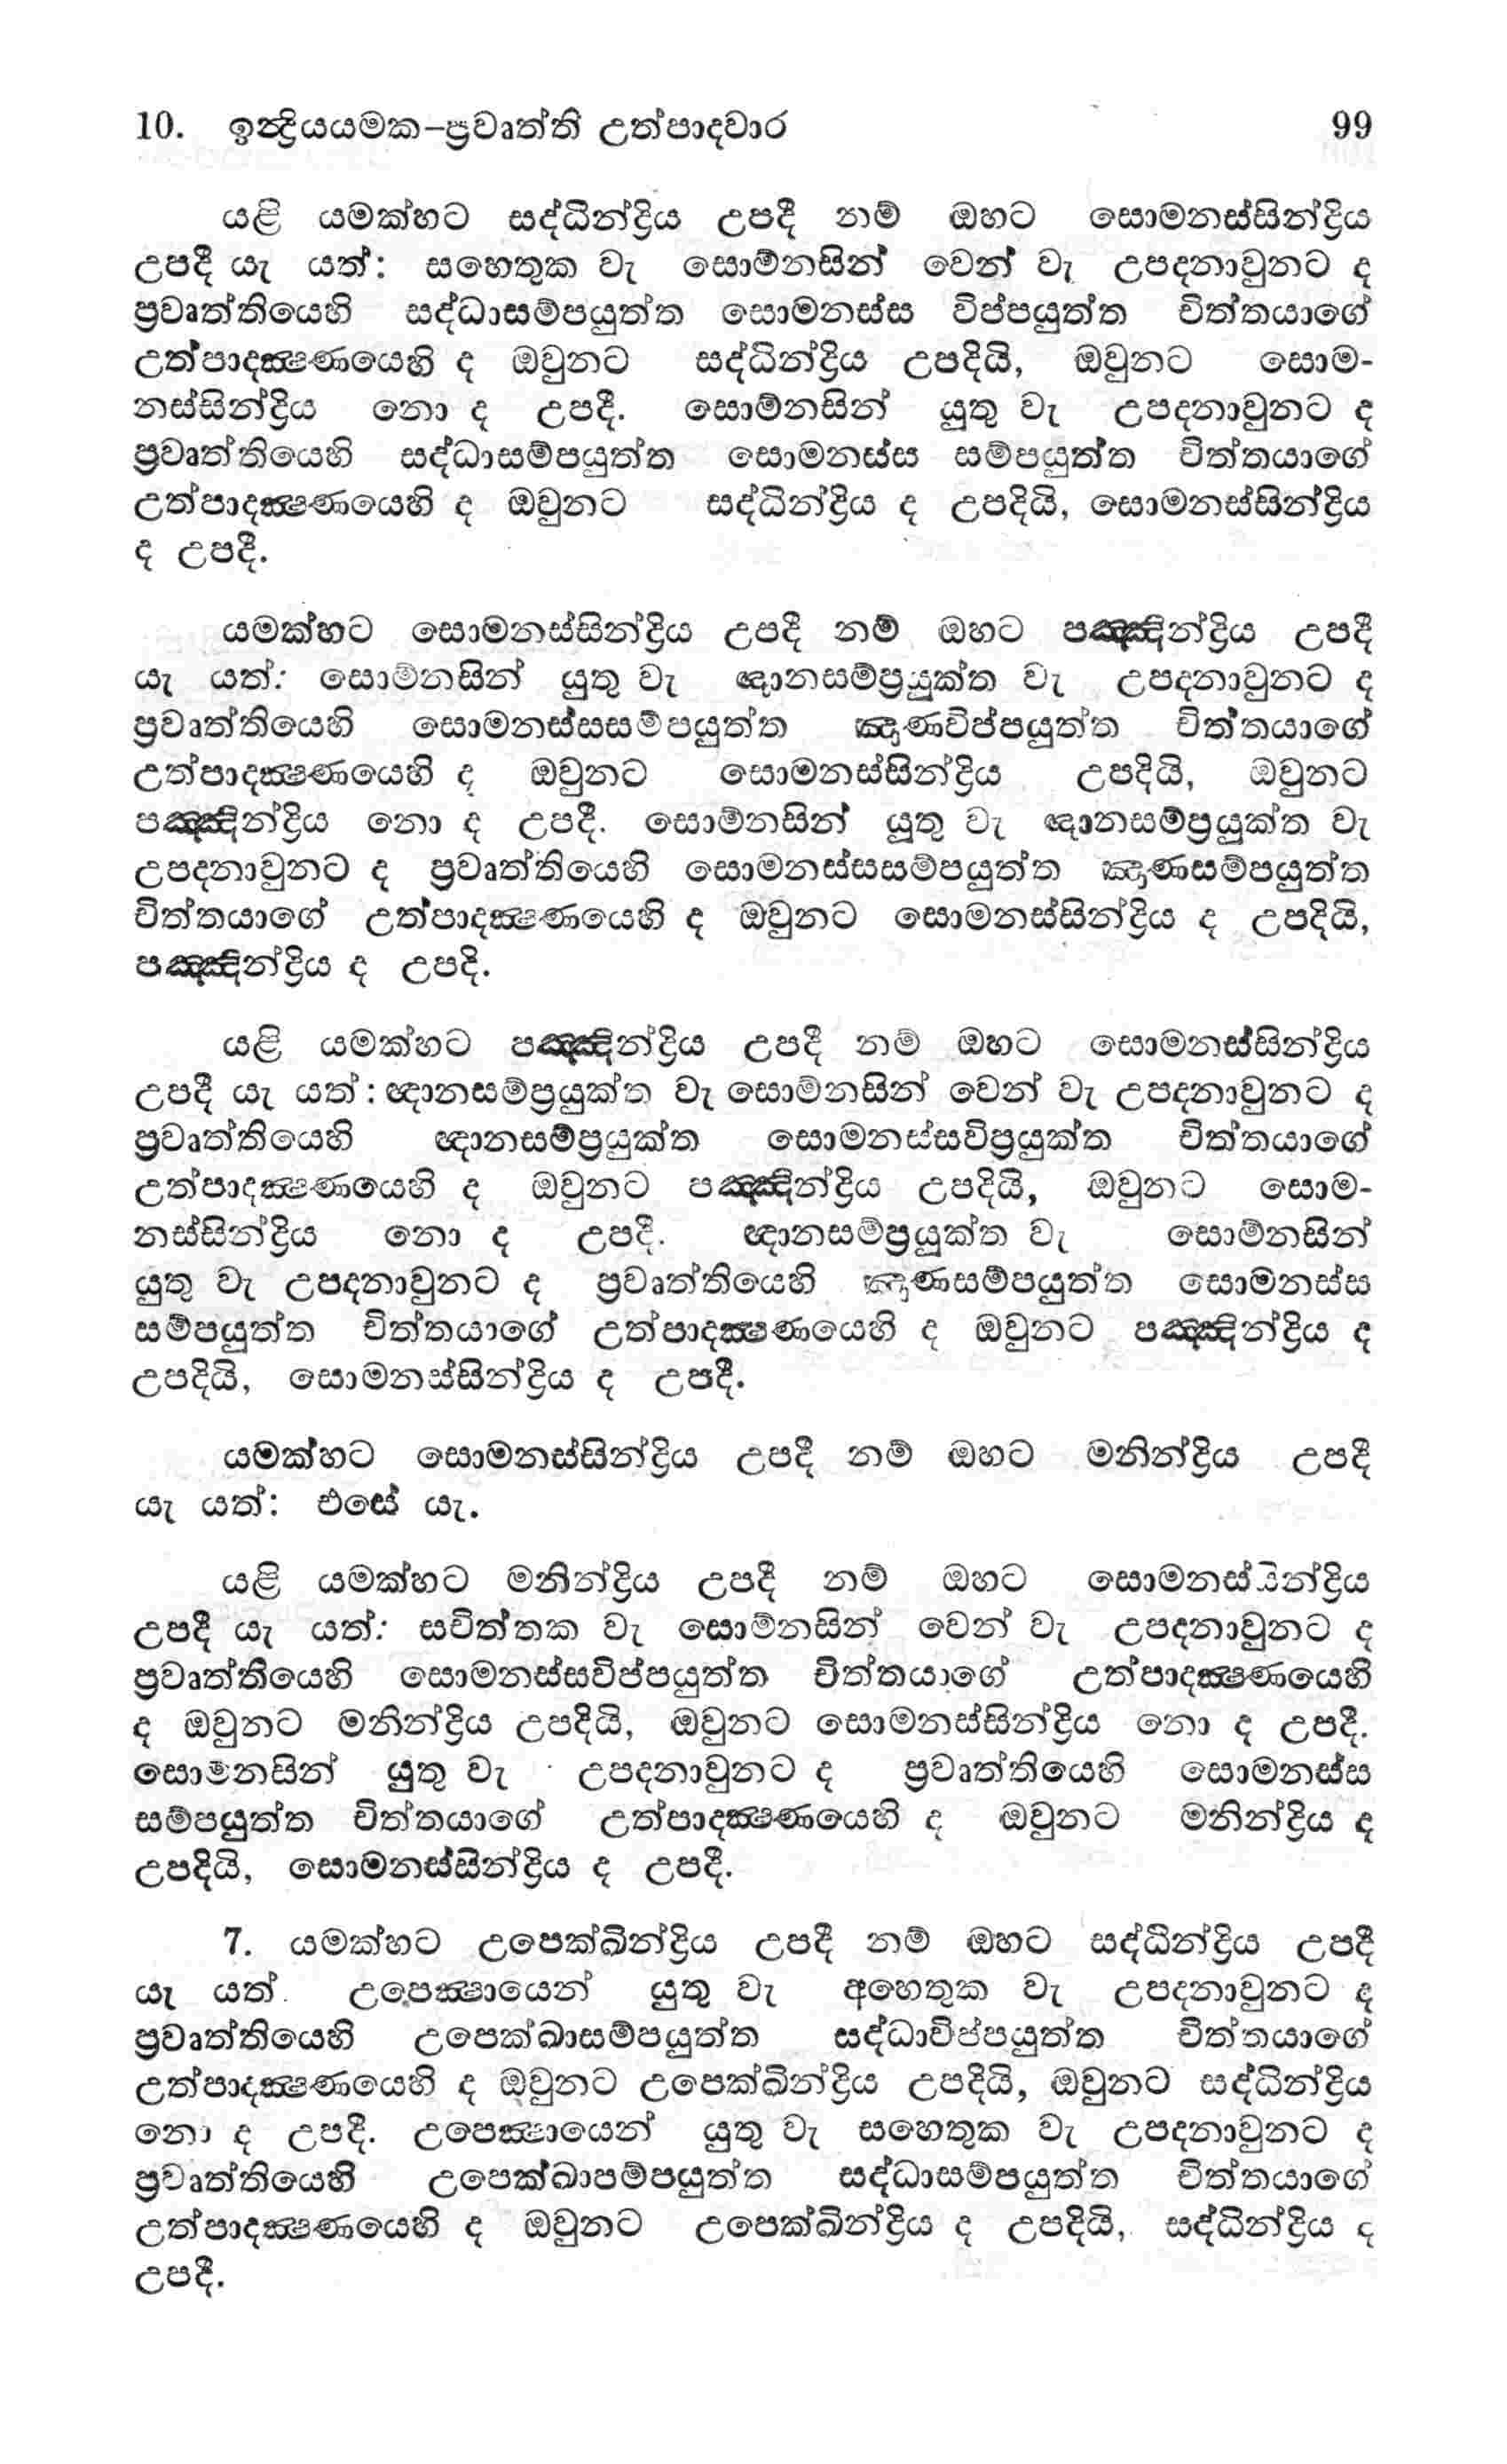 10. ඉන්ද්‍රියයමක–ප්‍රවෘත්ති උත්පාදවාර 99
යළි යමක්හට සද්ධින්ද්‍රිය උපදී නම් ඔහට සොමනස්සින්ද්‍රිය
උපදී යැ යත්: සහෙතුක වැ සොම්නසින් වෙන් වැ උපදනාවුනට ද
ප්‍රවෘත්තියෙහි සද්ධාසම්පයුත්ත සොමනස්ස විප්පයුත්ත චිත්තයාගේ
උත්පාදක්‍ෂණයෙහි ද ඔවුනට සද්ධින්ද්‍රිය උපදියි, ඔවුනට සොම-
නස්සින්ද්‍රිය නො ද උපදී. සොම්නසින් යුතු වැ උපදනාවුනට ද
ප්‍රවෘත්තියෙහි සද්ධාසම්පයුත්ත සොමනස්ස සම්පයුත්ත චිත්තයාගේ
උත්පාදක්‍ෂණයෙහි ද ඔවුනට සද්ධින්ද්‍රිය ද උපදියි, සොමනස්සින්ද්‍රිය
ද උපදී.
යමක්හට සොමනස්සින්ද්‍රිය උපදී නම් ඔහට පඤ්ඤින්ද්‍රිය උපදී
යැ යත්: සොම්නසින් යුතු වැ ඥානසම්ප්‍රයුක්ත වැ උපදනාවුනට ද
ප්‍රවෘත්තියෙහි සොමනස්සසම්පයුත්ත ඤාණවිප්පයුත්ත චිත්තයාගේ
උත්පාදක්‍ෂණයෙහි ද ඔවුනට සොමනස්සින්ද්‍රිය උපදියි, ඔවුනට
පඤ්ඤින්ද්‍රිය නො ද උපදී. සොම්නසින් යුතු වැ ඥානසම්ප්‍රයුක්ත වැ
උපදනාවුනට ද ප්‍රවෘත්තියෙහි සොමනස්සසම්පයුත්ත ඤාණසම්පයුත්ත
චිත්තයාගේ උත්පාදක්‍ෂණයෙහි ද ඔවුනට සොමනස්සින්ද්‍රිය ද උපදියි,
පඤ්ඤින්ද්‍රිය ද උපදි.
යළි යමක්හට පඤ්ඤින්ද්‍රිය උපදී නම් ඔහට සොමනස්සින්ද්‍රිය
උපදී යැ යත්: ඥානසම්ප්‍රයුක්ත වැ සොම්නසින් වෙන් වැ උපදනාවුනට ද
ප්‍රවෘත්තියෙහි ඥානසම්ප්‍රයුක්ත සොමනස්සවිප්‍රයුක්ත චිත්තයාගේ
උත්පාදක්‍ෂණයෙහි ද ඔවුනට පඤ්ඤින්ද්‍රිය උපදියි, ඔවුනට සොම-
නස්සින්ද්‍රිය නො ද උපදී. ඥානසම්ප්‍රයුක්ත වැ සොම්නසින්
යුතු වැ උපදනාවුනට ද ප්‍රවෘත්තියෙහි ඤාණසම්පයුත්ත සොමනස්ස
සම්පයුත්ත චිත්තයාගේ උත්පාදක්‍ෂණයෙහි ද ඔවුනට පඤ්ඤින්ද්‍රිය ද
උපදියි, සොමනස්සින්ද්‍රිය ද උපදී.
යමක්හට සොමනස්සින්ද්‍රිය උපදී නම් ඔහට මනින්ද්‍රිය උපදී
යැ යත්: එසේ යැ.
යළි යමක්හට මනින්ද්‍රිය උපදී නම් ඔහට සොමනස්සින්ද්‍රිය
උපදී යැ යත්: සචිත්තක වැ සොම්නසින් වෙන් වැ උපදනාවුනට ද
ප්‍රවෘත්තියෙහි සොමනස්සවිප්පයුත්ත චිත්තයාගේ උත්පාදක්‍ෂණයෙහි
ද ඔවුනට මනින්ද්‍රිය උපදියි, ඔවුනට සොමනස්සින්ද්‍රිය නො ද උපදී.
සොමනසින් යුතු වැ උපදනාවුනට ද ප්‍රවෘත්තියෙහි සොමනස්ස
සම්පයුත්ත චිත්තයාගේ උත්පාදක්‍ෂණයෙහි ද ඔවුනට මනින්ද්‍රිය ද
උපදියි, සොමනස්සින්ද්‍රිය ද උපදී.
7. යමක්හට උපෙක්ඛින්ද්‍රිය උපදී නම් ඔහට සද්ධින්ද්‍රිය උපදී
යැ යත්. උපෙක්‍ෂායෙන් යුතු වැ අහෙතුක වැ උපදනාවුනට ද
ප්‍රවෘත්තියෙහි උපෙක්ඛාසම්පයුත්ත සද්ධාවිප්පයුත්ත චිත්තයාගේ
උත්පාදක්‍ෂණයෙහි ද ඔවුනට උපෙක්ඛින්ද්‍රිය උපදියි, ඔවුනට සද්ධින්ද්‍රිය
නො ද උපදී. උපෙක්‍ෂායෙන් යුතු වැ සහෙතුක වැ උපදනාවුනට ද
ප්‍රවෘත්තියෙහි උපෙක්ඛාපම්පයුත්ත සද්ධාසම්පයුත්ත චිත්තයාගේ
උත්පාදක්‍ෂණයෙහි ද ඔවුනට උපෙක්ඛින්ද්‍රිය ද උපදියි, සද්ධින්ද්‍රිය ද
උපදී.